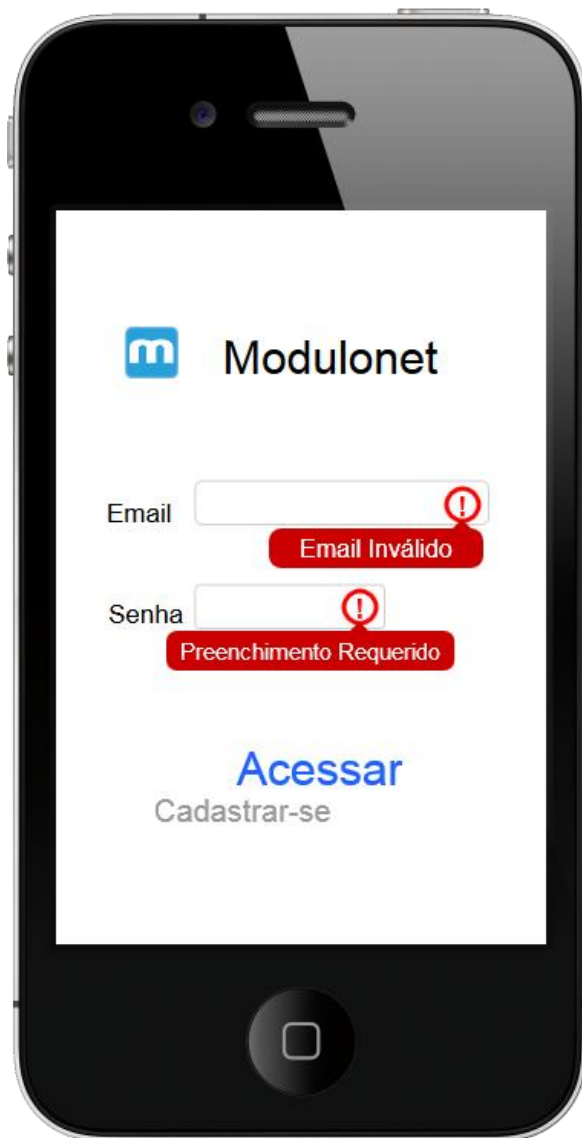 m Modulonet
Email
Email Inválido
Senha
Preenchimento Requerido
Acessar
Cadastrar-se